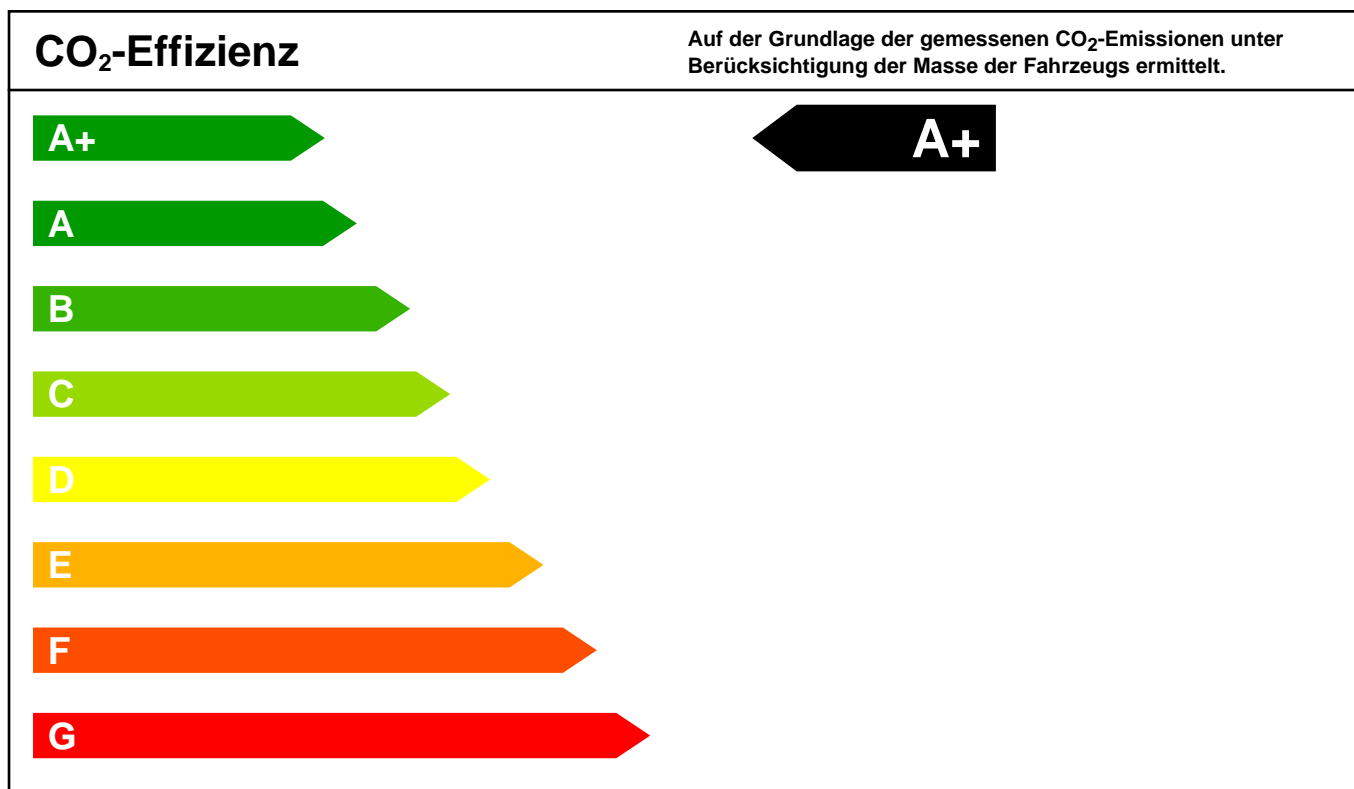 CO₂-Effizienz
Auf der Grundlage der gemessenen CO₂-Emissionen unter
Berücksichtigung der Masse der Fahrzeugs ermittelt.
A+
A+
A
B
C
D
E
F
G